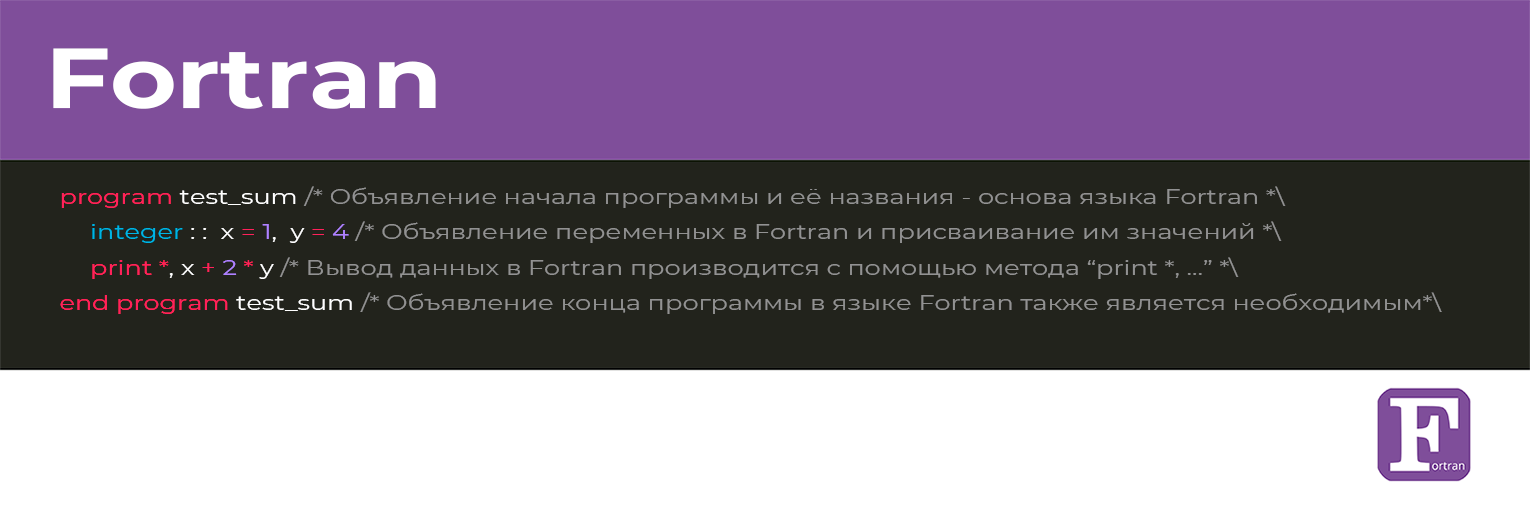 Fortran
program test_sum /* Объявление начала программы и её названия - основа языка Fortran *\
integer : :  x = 1,  y = 4 /* Объявление переменных в Fortran и присваивание им значений *\
print *, x + 2 * y /* Вывод данных в Fortran производится с помощью метода “print *, ...” *\
end program test_sum /* Объявление конца программы в языке Fortran также является необходимым*\
Fortran